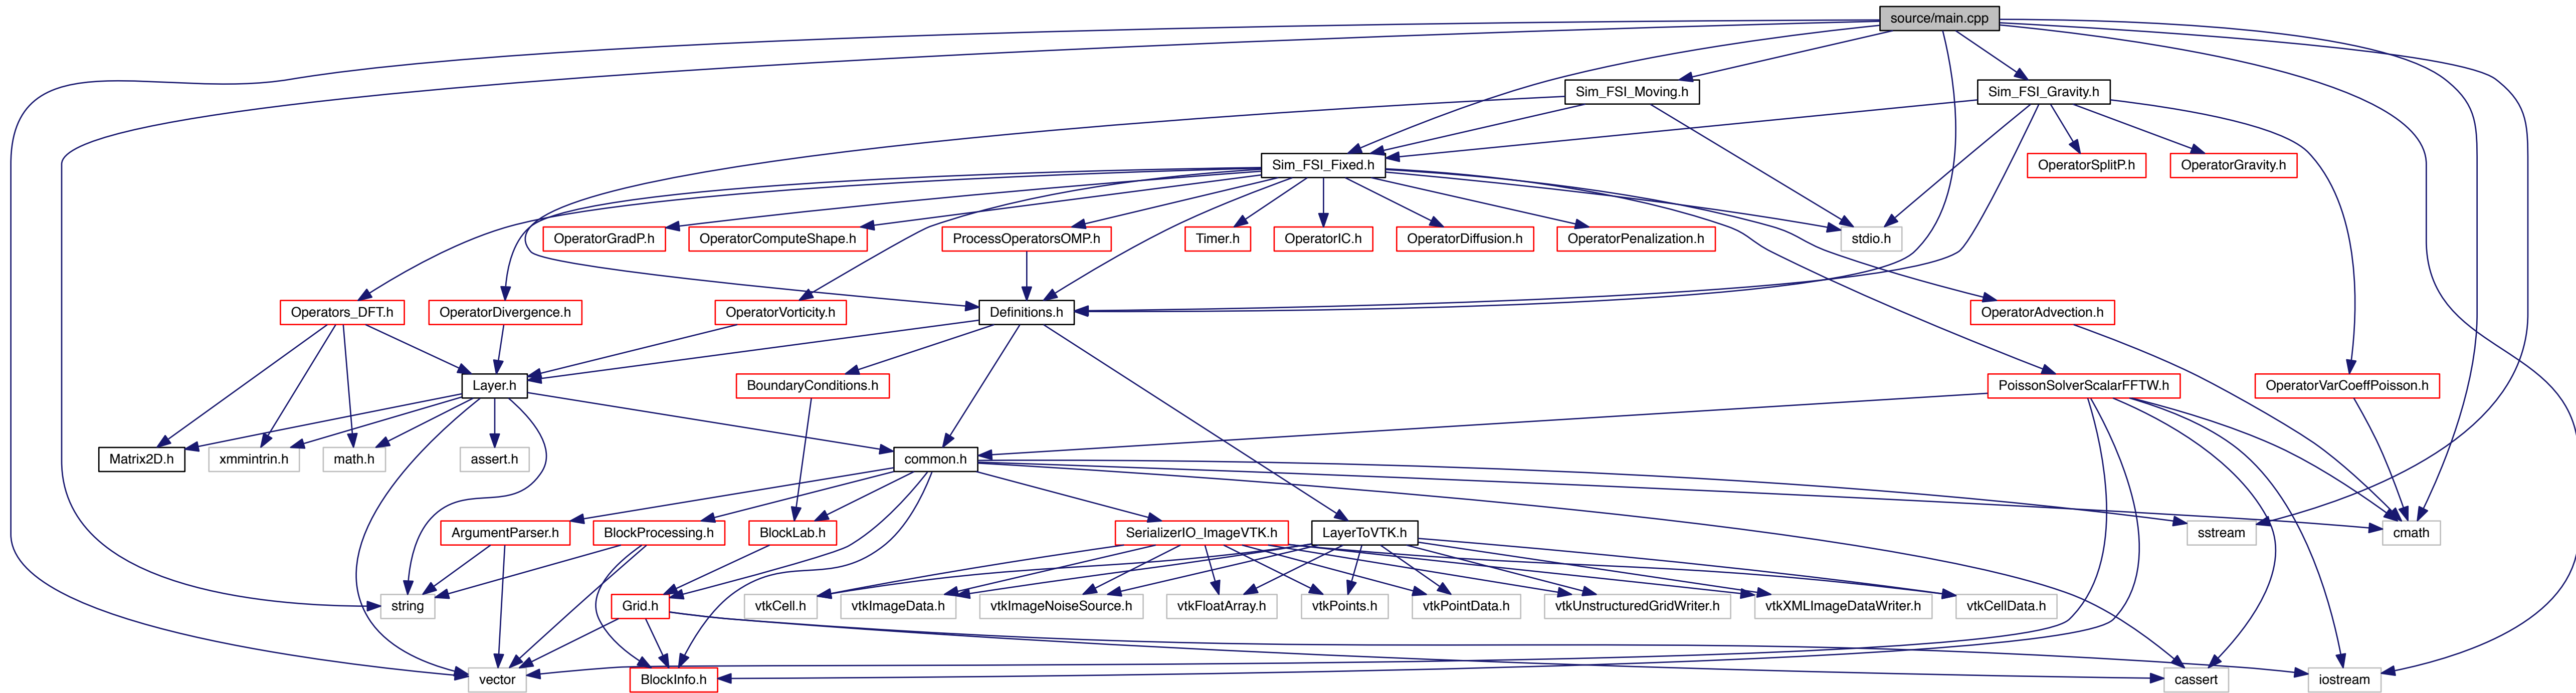 source/main.cpp
Sim_FSI_Moving.h
Sim_FSI_Gravity.h
Sim_FSI_Fixed.h
OperatorSplitP.h
OperatorGravity.h
OperatorGradP.h
OperatorComputeShape.h
ProcessOperatorsOMP.h
Timer.h
OperatorIC.h
OperatorDiffusion.h
OperatorPenalization.h
stdio.h
Operators_DFT.h
OperatorDivergence.h
OperatorVorticity.h
Definitions.h
OperatorAdvection.h
Layer.h
BoundaryConditions.h
PoissonSolverScalarFFTW.h
OperatorVarCoeffPoisson.h
Matrix2D.h
xmmintrin.h
math.h
assert.h
common.h
ArgumentParser.h
BlockProcessing.h
BlockLab.h
SerializerIO_ImageVTK.h
LayerToVTK.h
sstream
cmath
string
Grid.h
vtkCell.h
vtkImageData.h
vtkImageNoiseSource.h
vtkFloatArray.h
vtkPoints.h
vtkPointData.h
vtkUnstructuredGridWriter.h
vtkXMLImageDataWriter.h
vtkCellData.h
vector
BlockInfo.h
cassert
iostream